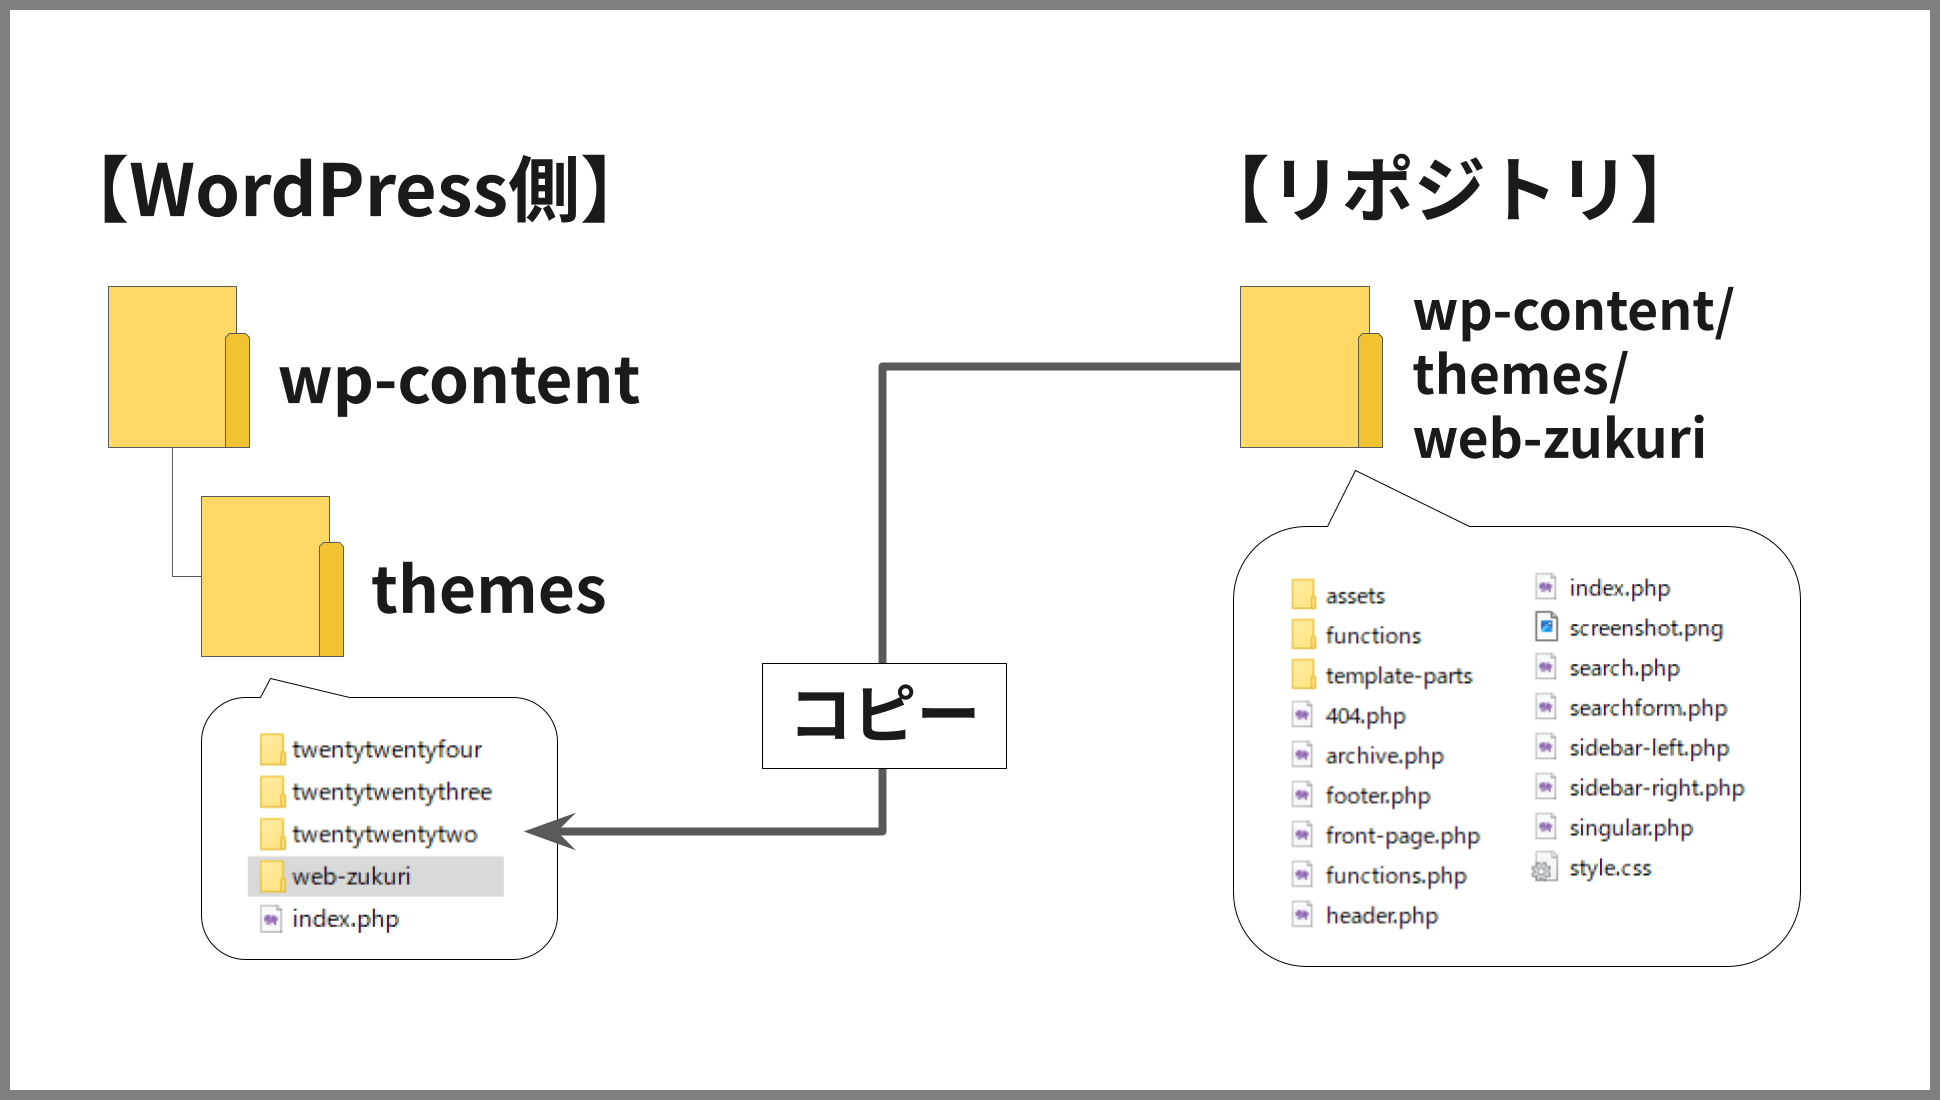 【WordPress側】
wp-content
themes
twentytwentyfour
twentytwentythree
twentytwentytwo
web-zukuri
index.php
コピー
【リポジトリ】
wp-content/
themes/
web-zukuri
assets
functions
template-parts
404.php
archive.php
footer.php
front-page.php
functions.php
header.php
index.php
screenshot.png
search.php
searchform.php
sidebar-left.php
sidebar-right.php
singular.php
style.css